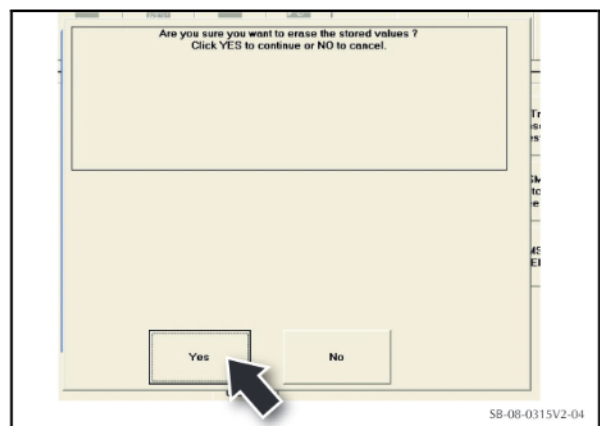 Are you sure you want to erase the stored values ?
Click YES to continue or NO to cancel.
Yes
No
SB-08-0315V2-04